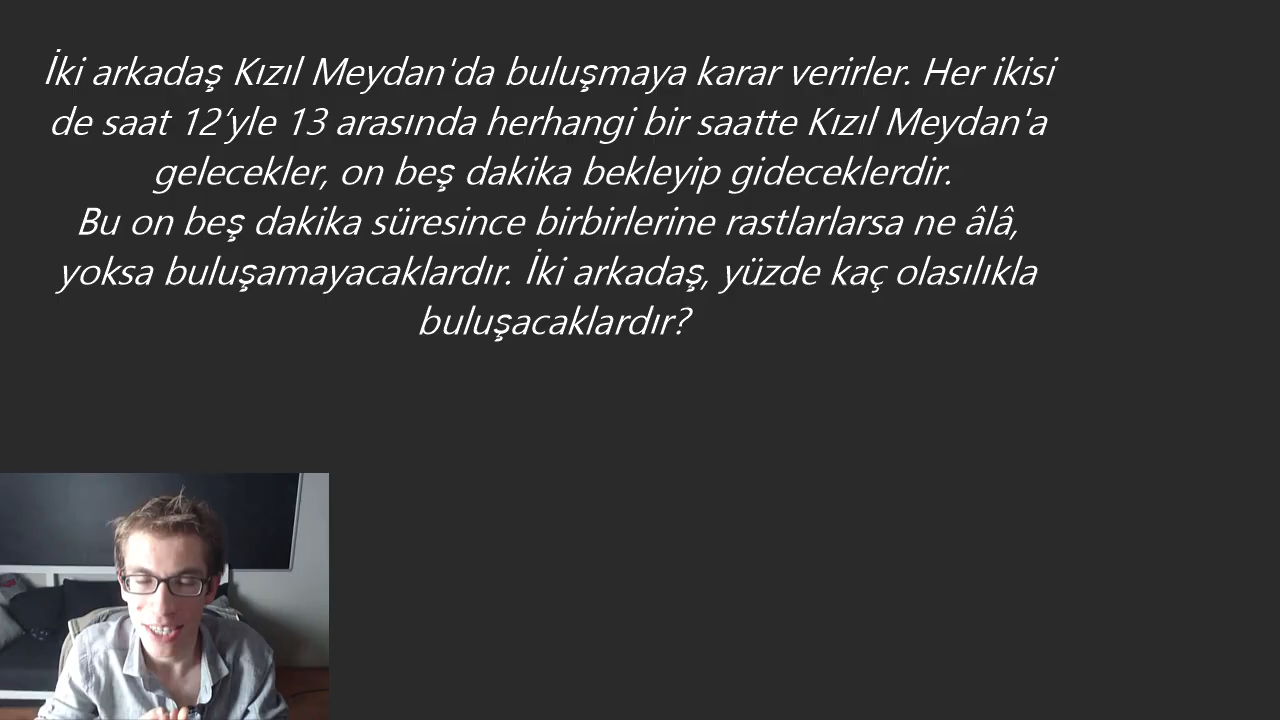 İki arkadaş Kızıl Meydan'da buluşmaya karar verirler. Her ikisi
de saat 12’yle 13 arasında herhangi bir saatte Kızıl Meydan'a
gelecekler, on beş dakika bekleyip gideceklerdir.
Bu on beş dakika süresince birbirlerine rastlarlarsa ne âlâ,
yoksa buluşamayacaklardır. İki arkadaş, yüzde kaç olasılıkla
buluşacaklardır?